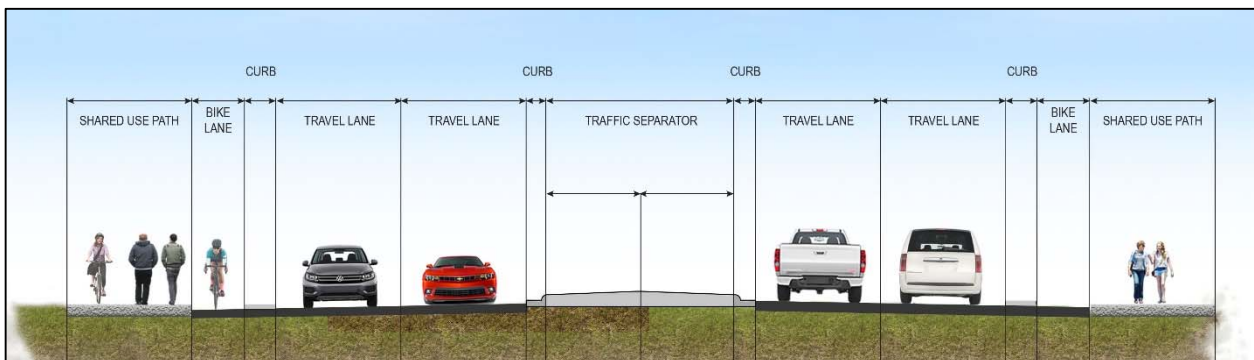 CURB
CURB
CURB
CURB
SHARED USE PATH
BIKE
LANE
TRAVEL LANE
TRAVEL LANE
TRAFFIC SEPARATOR
TRAVEL LANE
TRAVEL LANE
BIKE
LANE
SHARED USE PATH